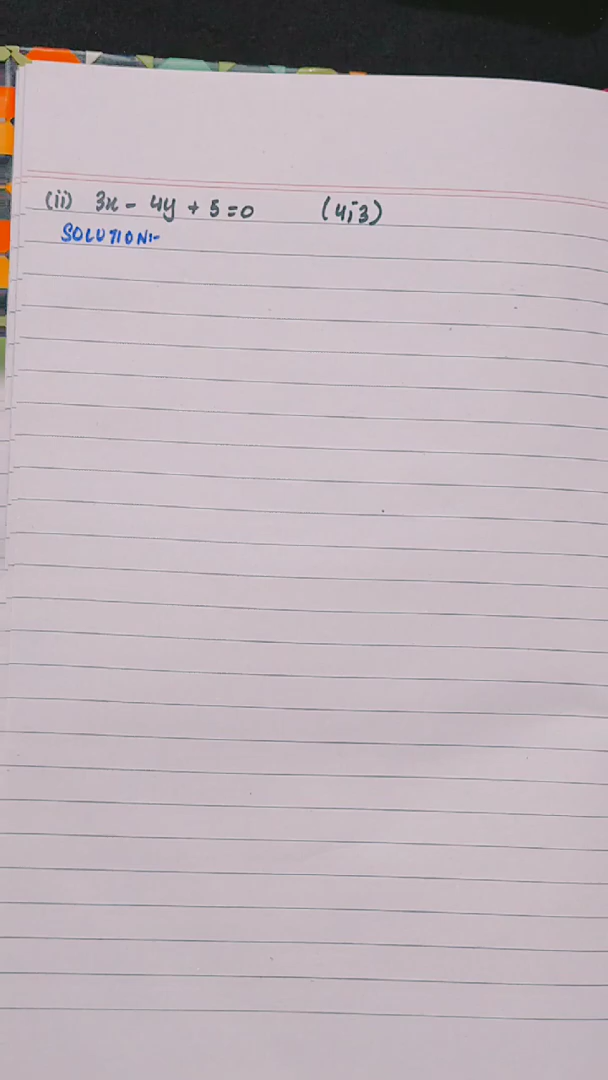 (ii) 3x - 4y + 5 = 0 (4,-3)
SOLUTION:-